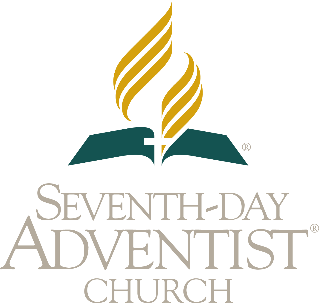 ®
SEVENTH-DAY
ADVENTIST®
CHURCH